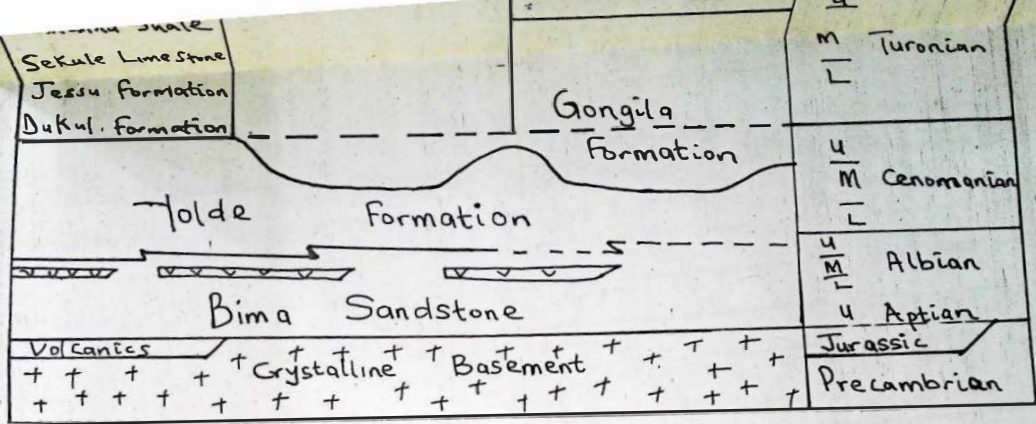 Shale
Sekule Limestone
Jessu Formation
Dukul. Formation
Gongila
Formation
Yolde Formation
Bima Sandstone
Volcanics
Crystalline Basement
u
M Turonian
L
u
M Cenomanian
L
u
M Albian
L
u Aptian
Jurassic
Precambrian